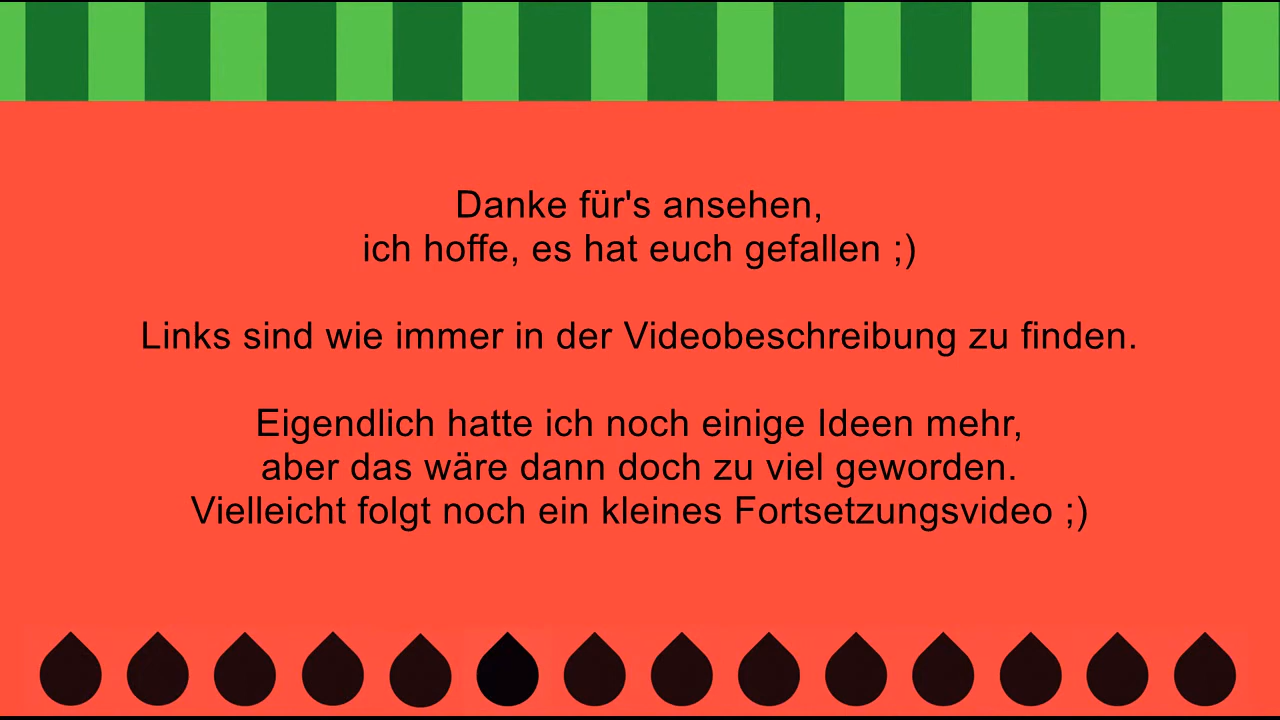 Danke für's ansehen,
ich hoffe, es hat euch gefallen ;)
Links sind wie immer in der Videobeschreibung zu finden.
Eigendlich hatte ich noch einige Ideen mehr,
aber das wäre dann doch zu viel geworden.
Vielleicht folgt noch ein kleines Fortsetzungsvideo ;)